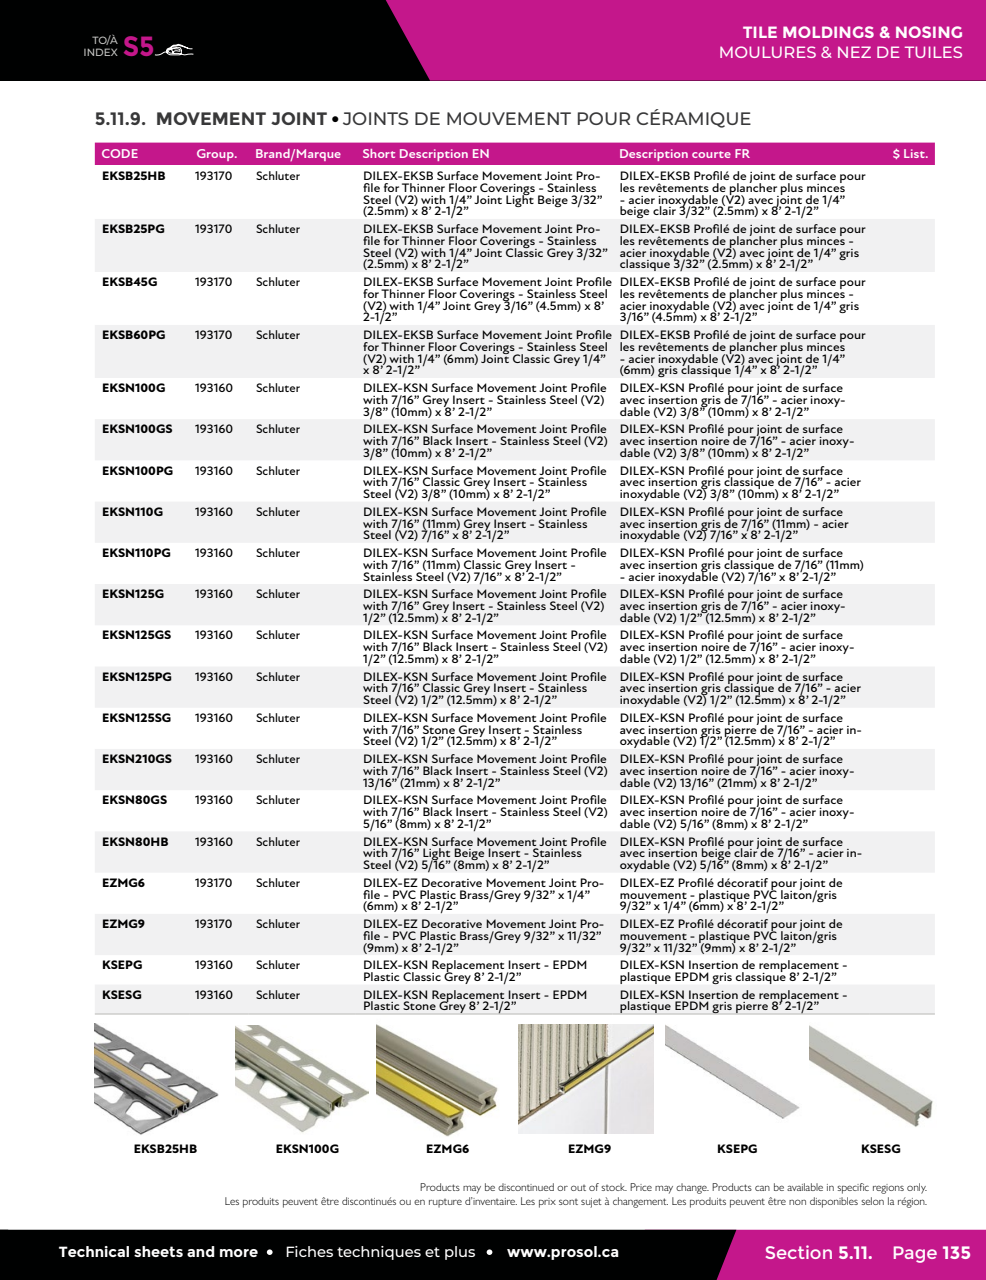 TO/À
INDEX S5
TILE MOLDINGS & NOSING
MOULURES & NEZ DE TUILES
5.11.9. MOVEMENT JOINT • JOINTS DE MOUVEMENT POUR CÉRAMIQUE
CODE Group. Brand/Marque Short Description EN Description courte FR $ List.
EKSB25HB 193170 Schluter DILEX-EKSB Surface Movement Joint Pro- DILEX-EKSB Profilé de joint de surface pour
file for Thinner Floor Coverings - Stainless les revêtements de plancher plus minces
Steel (V2) with 1/4” Joint Light Beige 3/32” - acier inoxydable (V2) avec joint de 1/4”
(2.5mm) x 8’ 2-1/2” beige clair 3/32” (2.5mm) x 8’ 2-1/2”
EKSB25PG 193170 Schluter DILEX-EKSB Surface Movement Joint Pro- DILEX-EKSB Profilé de joint de surface pour
file for Thinner Floor Coverings - Stainless les revêtements de plancher plus minces -
Steel (V2) with 1/4” Joint Classic Grey 3/32” acier inoxydable (V2) avec joint de 1/4” gris
(2.5mm) x 8’ 2-1/2” classique 3/32” (2.5mm) x 8’ 2-1/2”
EKSB45G 193170 Schluter DILEX-EKSB Surface Movement Joint Profile DILEX-EKSB Profilé de joint de surface pour
for Thinner Floor Coverings - Stainless Steel les revêtements de plancher plus minces -
(V2) with 1/4” Joint Grey 3/16” (4.5mm) x 8’ acier inoxydable (V2) avec joint de 1/4” gris
2-1/2” 3/16” (4.5mm) x 8’ 2-1/2”
EKSB60PG 193170 Schluter DILEX-EKSB Surface Movement Joint Profile DILEX-EKSB Profilé de joint de surface pour
for Thinner Floor Coverings - Stainless Steel les revêtements de plancher plus minces
(V2) with 1/4” (6mm) Joint Classic Grey 1/4” - acier inoxydable (V2) avec joint de 1/4”
x 8’ 2-1/2” (6mm) gris classique 1/4” x 8’ 2-1/2”
EKSN100G 193160 Schluter DILEX-KSN Surface Movement Joint Profile DILEX-KSN Profilé pour joint de surface
with 7/16” Grey Insert - Stainless Steel (V2) avec insertion gris de 7/16” - acier inoxy-
3/8” (10mm) x 8’ 2-1/2” dable (V2) 3/8” (10mm) x 8’ 2-1/2”
EKSN100GS 193160 Schluter DILEX-KSN Surface Movement Joint Profile DILEX-KSN Profilé pour joint de surface
with 7/16” Black Insert - Stainless Steel (V2) avec insertion noire de 7/16” - acier inoxy-
3/8” (10mm) x 8’ 2-1/2” dable (V2) 3/8” (10mm) x 8’ 2-1/2”
EKSN100PG 193160 Schluter DILEX-KSN Surface Movement Joint Profile DILEX-KSN Profilé pour joint de surface
with 7/16” Classic Grey Insert - Stainless avec insertion gris classique de 7/16” - acier
Steel (V2) 3/8” (10mm) x 8’ 2-1/2” inoxydable (V2) 3/8” (10mm) x 8’ 2-1/2”
EKSN110G 193160 Schluter DILEX-KSN Surface Movement Joint Profile DILEX-KSN Profilé pour joint de surface
with 7/16” (11mm) Grey Insert - Stainless avec insertion gris de 7/16” (11mm) - acier
Steel (V2) 7/16” x 8’ 2-1/2” inoxydable (V2) 7/16” x 8’ 2-1/2”
EKSN110PG 193160 Schluter DILEX-KSN Surface Movement Joint Profile DILEX-KSN Profilé pour joint de surface
with 7/16” (11mm) Classic Grey Insert - avec insertion gris classique de 7/16” (11mm)
Stainless Steel (V2) 7/16” x 8’ 2-1/2” - acier inoxydable (V2) 7/16” x 8’ 2-1/2”
EKSN125G 193160 Schluter DILEX-KSN Surface Movement Joint Profile DILEX-KSN Profilé pour joint de surface
with 7/16” Grey Insert - Stainless Steel (V2) avec insertion gris de 7/16” - acier inoxy-
1/2” (12.5mm) x 8’ 2-1/2” dable (V2) 1/2” (12.5mm) x 8’ 2-1/2”
EKSN125GS 193160 Schluter DILEX-KSN Surface Movement Joint Profile DILEX-KSN Profilé pour joint de surface
with 7/16” Black Insert - Stainless Steel (V2) avec insertion noire de 7/16” - acier inoxy-
1/2” (12.5mm) x 8’ 2-1/2” dable (V2) 1/2” (12.5mm) x 8’ 2-1/2”
EKSN125PG 193160 Schluter DILEX-KSN Surface Movement Joint Profile DILEX-KSN Profilé pour joint de surface
with 7/16” Classic Grey Insert - Stainless avec insertion gris classique de 7/16” - acier
Steel (V2) 1/2” (12.5mm) x 8’ 2-1/2” inoxydable (V2) 1/2” (12.5mm) x 8’ 2-1/2”
EKSN125SG 193160 Schluter DILEX-KSN Surface Movement Joint Profile DILEX-KSN Profilé pour joint de surface
with 7/16” Stone Grey Insert - Stainless avec insertion gris pierre de 7/16” - acier in-
Steel (V2) 1/2” (12.5mm) x 8’ 2-1/2” oxydable (V2) 1/2” (12.5mm) x 8’ 2-1/2”
EKSN210GS 193160 Schluter DILEX-KSN Surface Movement Joint Profile DILEX-KSN Profilé pour joint de surface
with 7/16” Black Insert - Stainless Steel (V2) avec insertion noire de 7/16” - acier inoxy-
13/16” (21mm) x 8’ 2-1/2” dable (V2) 13/16” (21mm) x 8’ 2-1/2”
EKSN80GS 193160 Schluter DILEX-KSN Surface Movement Joint Profile DILEX-KSN Profilé pour joint de surface
with 7/16” Black Insert - Stainless Steel (V2) avec insertion noire de 7/16” - acier inoxy-
5/16” (8mm) x 8’ 2-1/2” dable (V2) 5/16” (8mm) x 8’ 2-1/2”
EKSN80HB 193160 Schluter DILEX-KSN Surface Movement Joint Profile DILEX-KSN Profilé pour joint de surface
with 7/16” Light Beige Insert - Stainless avec insertion beige clair de 7/16” - acier in-
Steel (V2) 5/16” (8mm) x 8’ 2-1/2” oxydable (V2) 5/16” (8mm) x 8’ 2-1/2”
EZMG6 193170 Schluter DILEX-EZ Decorative Movement Joint Pro- DILEX-EZ Profilé décoratif pour joint de
file - PVC Plastic Brass/Grey 9/32” x 1/4” mouvement - plastique PVC laiton/gris
(6mm) x 8’ 2-1/2” 9/32” x 1/4” (6mm) x 8’ 2-1/2”
EZMG9 193170 Schluter DILEX-EZ Decorative Movement Joint Pro- DILEX-EZ Profilé décoratif pour joint de
file - PVC Plastic Brass/Grey 9/32” x 11/32” mouvement - plastique PVC laiton/gris
(9mm) x 8’ 2-1/2” 9/32” x 11/32” (9mm) x 8’ 2-1/2”
KSEPG 193160 Schluter DILEX-KSN Replacement Insert - EPDM DILEX-KSN Insertion de remplacement -
Plastic Classic Grey 8’ 2-1/2” plastique EPDM gris classique 8’ 2-1/2”
KSESG 193160 Schluter DILEX-KSN Replacement Insert - EPDM DILEX-KSN Insertion de remplacement -
Plastic Stone Grey 8’ 2-1/2” plastique EPDM gris pierre 8’ 2-1/2”
EKSB25HB EKSN100G EZMG6 EZMG9 KSEPG KSESG
Products may be discontinued or out of stock. Price may change. Products can be available in specific regions only.
Les produits peuvent être discontinués ou en rupture d’inventaire. Les prix sont sujet à changement. Les produits peuvent être non disponibles selon la région.
Technical sheets and more • Fiches techniques et plus • www.prosol.ca
Section 5.11. Page 135